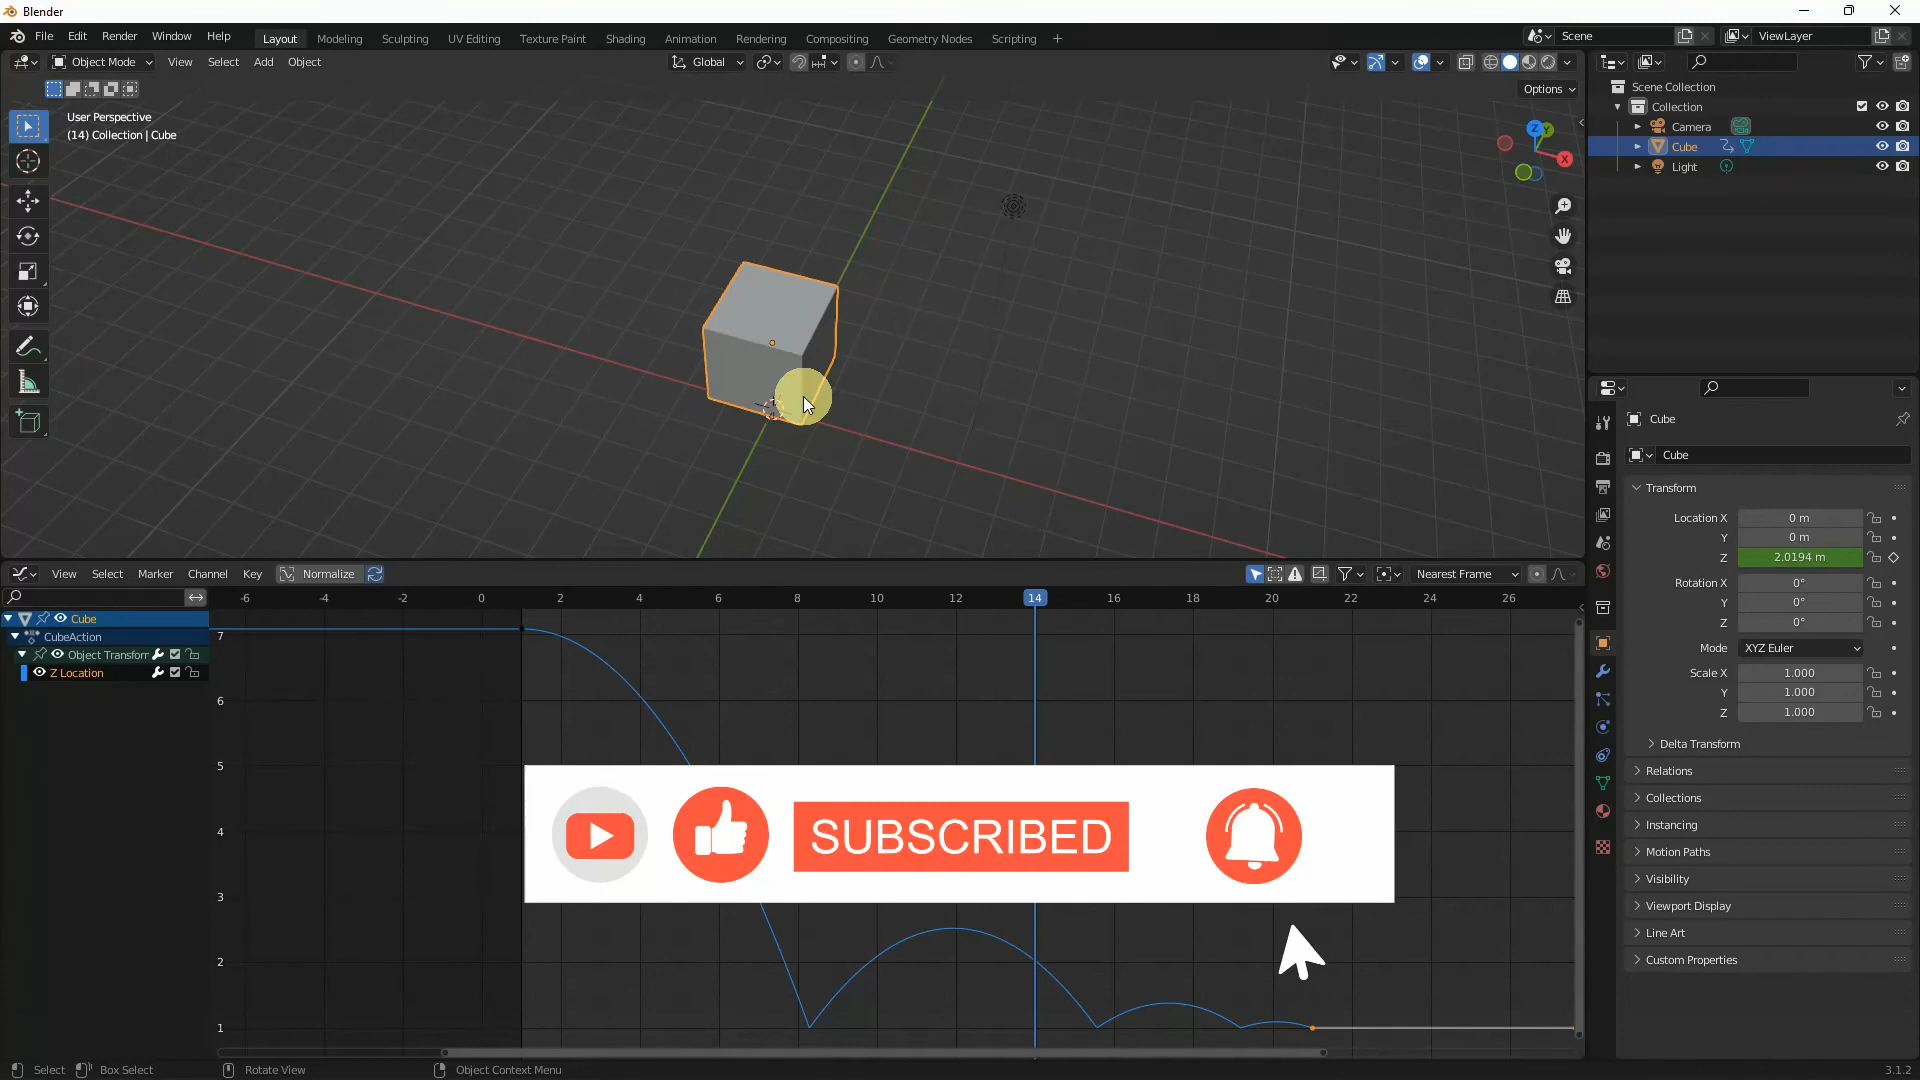 Blender
File Edit Render Window Help Layout Modeling Sculpting UV Editing Texture Paint Shading Animation Rendering Compositing Geometry Nodes Scripting + Scene ViewLayer
Object Mode View Select Add Object Global
Options
User Perspective
(14) Collection | Cube
Z Y X
Scene Collection
Collection
Camera
Cube
Light
Cube
Cube
Transform
Location X 0 m
Y 0 m
Z 2.0194 m
Rotation X 0°
Y 0°
Z 0°
Mode XYZ Euler
Scale X 1.000
Y 1.000
Z 1.000
Delta Transform
Relations
Collections
Instancing
Motion Paths
Visibility
Viewport Display
Line Art
Custom Properties
View Select Marker Channel Key Normalize Nearest Frame
-6 -4 -2 0 2 4 6 8 10 12 14 16 18 20 22 24 26
Cube
CubeAction
Object Transform
Z Location
7
6
5
4
3
2
1
SUBSCRIBED
Select Box Select Rotate View Object Context Menu 3.1.2